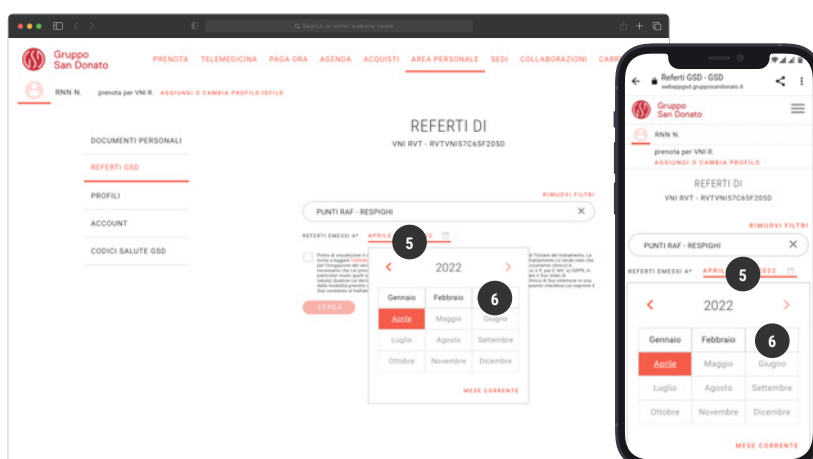 Search or enter website name
Gruppo
San Donato
PRENOTA TELEMEDICINA PAGA ORA AGENDA ACQUISTI AREA PERSONALE SEDI COLLABORAZIONI CARR
RNN N. prenota per VNI R. AGGIUNGI O CAMBIA PROFILO IDFILO
DOCUMENTI PERSONALI
REFERTI GSD
PROFILI
ACCOUNT
CODICI SALUTE GSD
REFERTI DI
VNI RVT - RVTVNI57C65F205D
RIMUOVI FILTRI
PUNTI RAF - RESPIGHI
REFERTI EMESSI A* APRILE
5
CERCA
2022
Gennaio Febbraio
6
Aprile Maggio Giugno
Luglio Agosto Settembre
Ottobre Novembre Dicembre
MESE CORRENTE
Referti GSD - GSD
webappgsd.grupposandonato.it
Gruppo
San Donato
RNN N.
prenota per VNI R.
AGGIUNGI O CAMBIA PROFILO
REFERTI DI
VNI RVT - RVTVNI57C65F205D
RIMUOVI FILTRI
PUNTI RAF - RESPIGHI
REFERTI EMESSI A* APRI 2022
5
2022
Gennaio Febbraio
6
Aprile Maggio Giugno
Luglio Agosto Settembre
Ottobre Novembre Dicembre
MESE CORRENTE